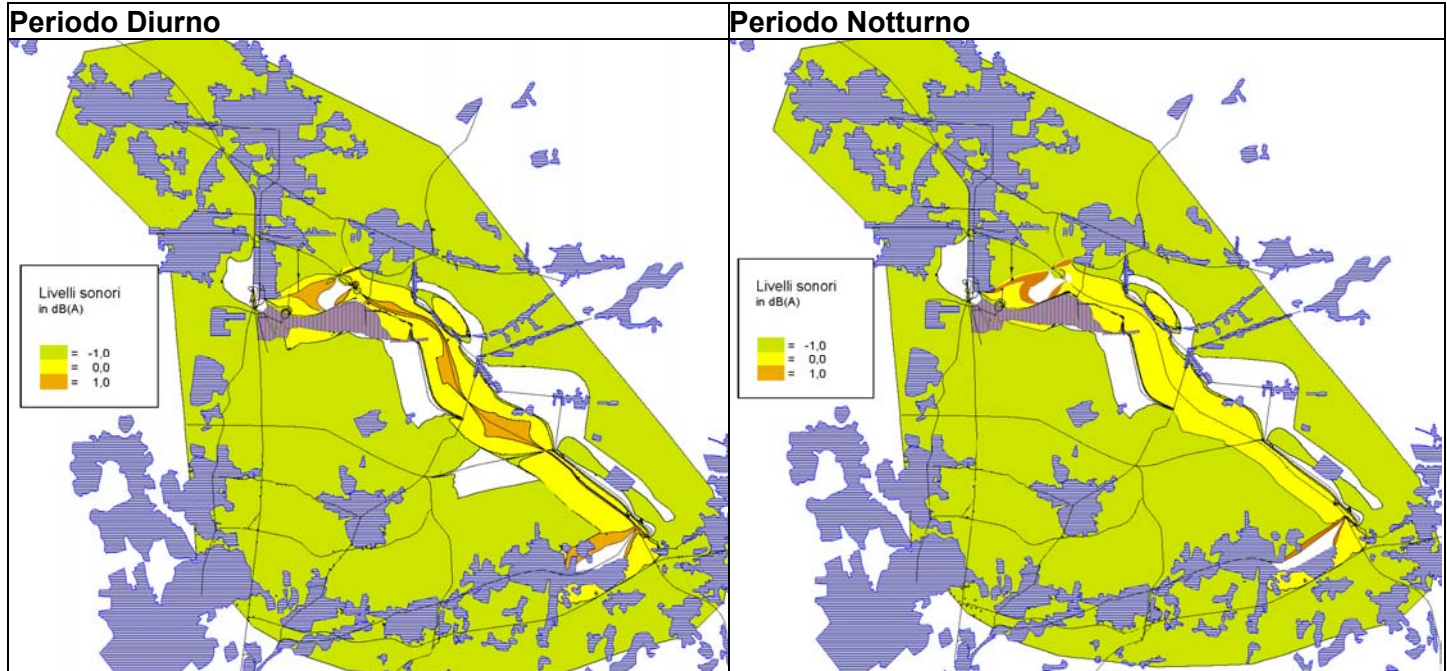 Periodo Diurno
Periodo Notturno
Livelli sonori
in dB(A)
= -1,0
= 0,0
= 1,0
Livelli sonori
in dB(A)
= -1,0
= 0,0
= 1,0